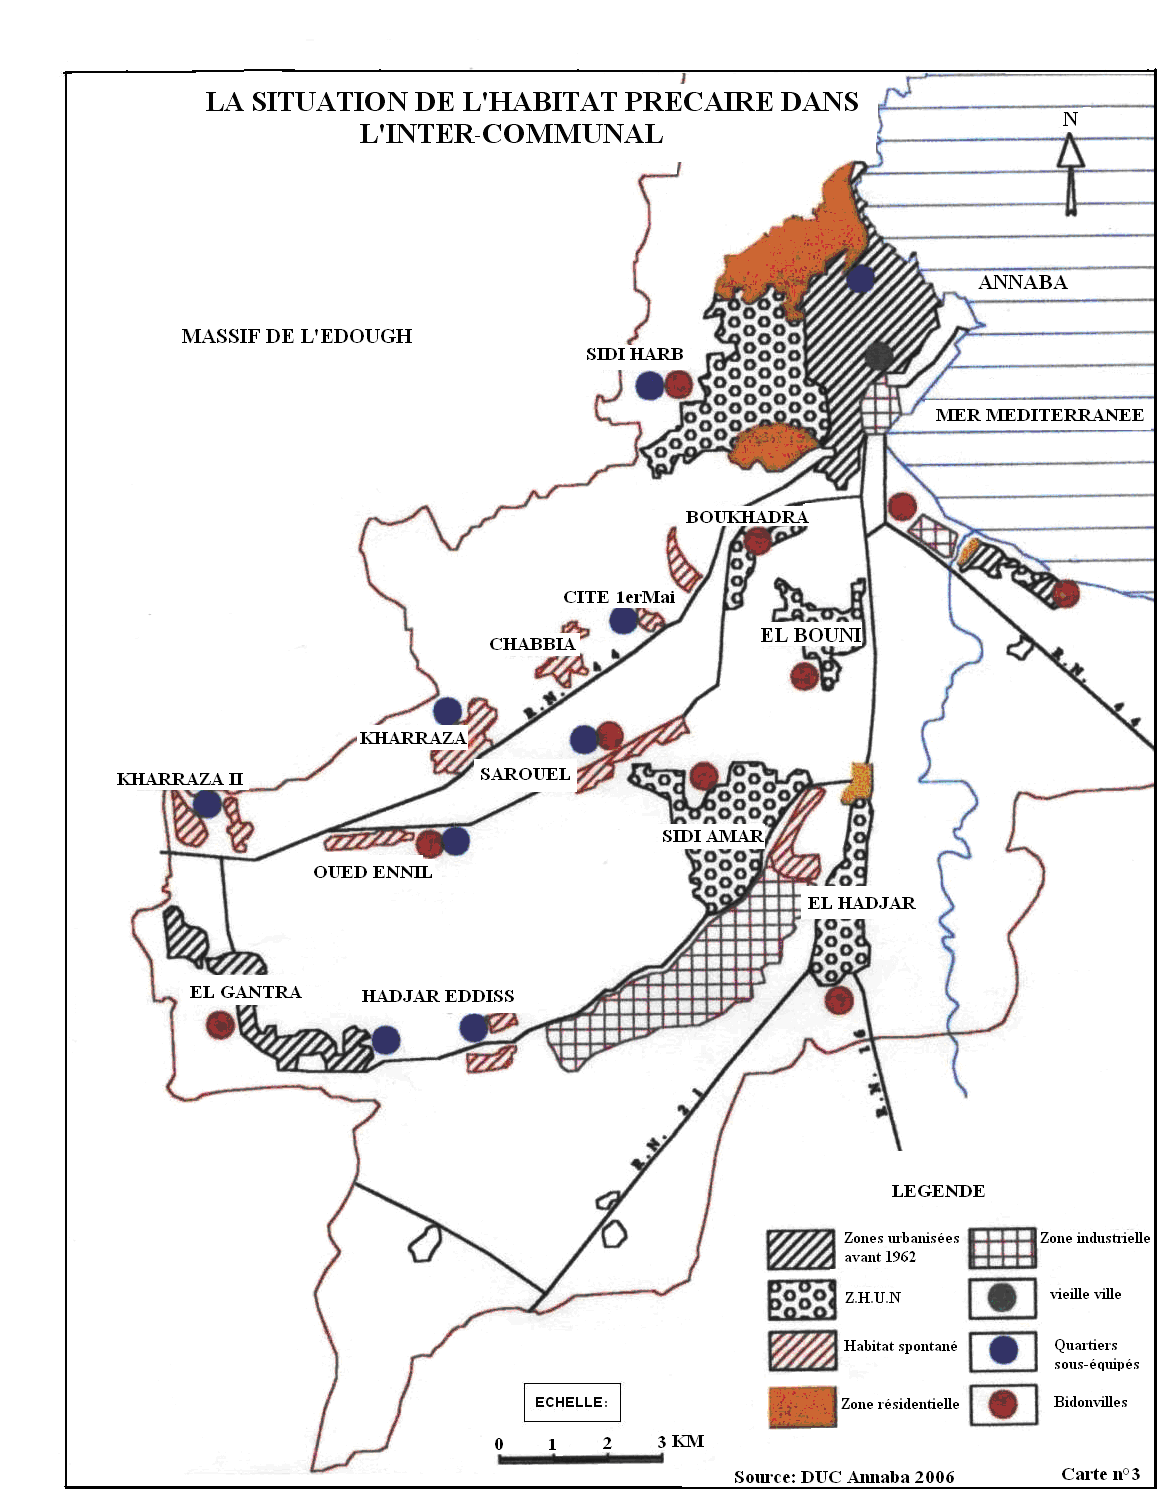 LA SITUATION DE L'HABITAT PRECAIRE DANS
L'INTER-COMMUNAL
N
ANNABA
MASSIF DE L'EDOUGH
SIDI HARB
MER MEDITERRANEE
BOUKHADRA
CITE 1erMai
EL BOUNI
CHABBIA
R.N. 44
R.N. 44
KHARRAZA
SAROUEL
KHARRAZA II
SIDI AMAR
OUED ENNIL
EL HADJAR
EL GANTRA
HADJAR EDDISS
R.N. 16
R.N. 21
LEGENDE
Zones urbanisées
avant 1962
Zone industrielle
Z.H.U.N
vieille ville
Habitat spontané
Quartiers
sous-équipés
Zone résidentielle
Bidonvilles
ECHELLE:
0 1 2 3 KM
Source: DUC Annaba 2006
Carte n°3